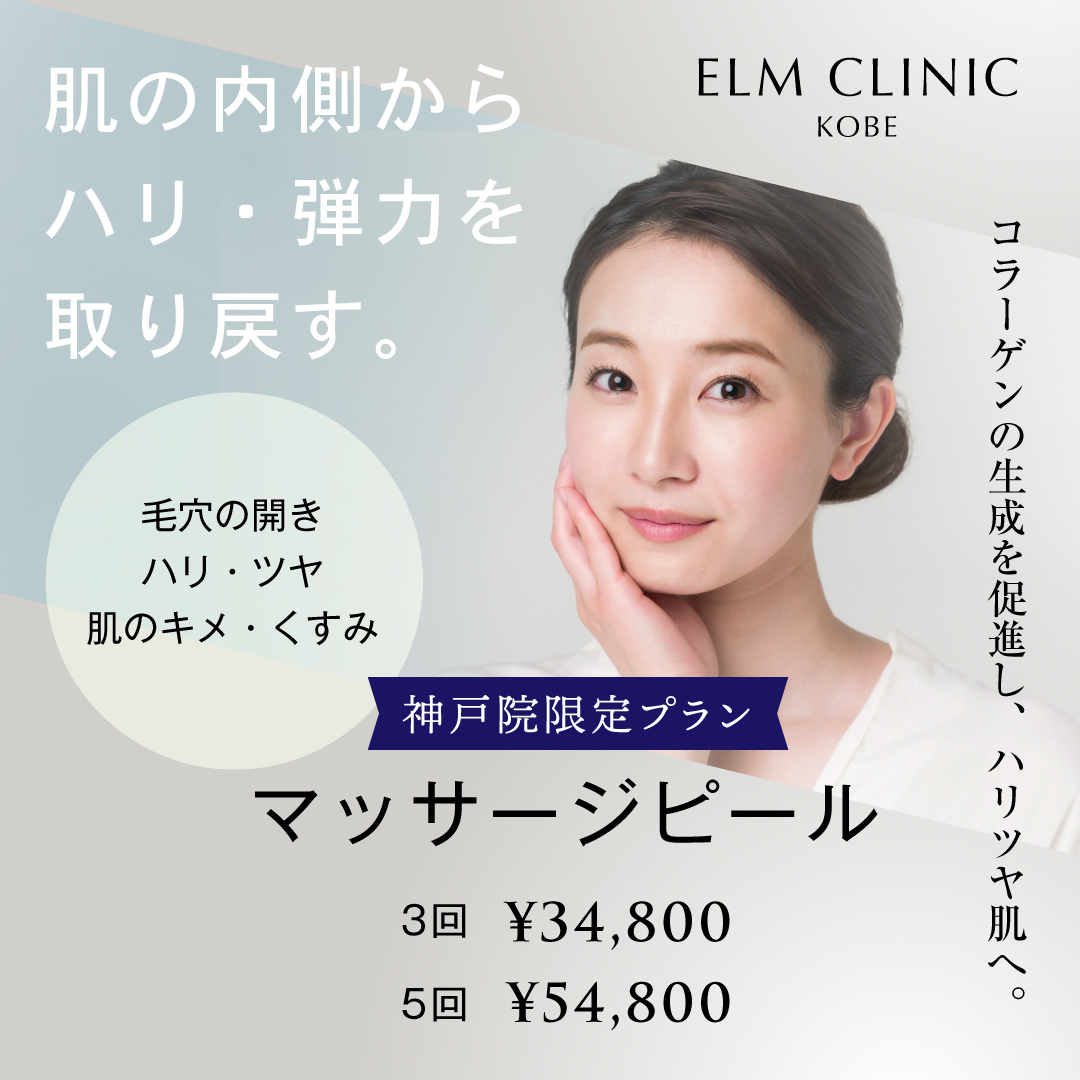 肌の内側から
ハリ・弾力を
取り戻す。
ELM CLINIC
KOBE
コラーゲンの生成を促進し、ハリツヤ肌へ。
毛穴の開き
ハリ・ツヤ
肌のキメ・くすみ
神戸院限定プラン
マッサージピール
3回 ¥34,800
5回 ¥54,800